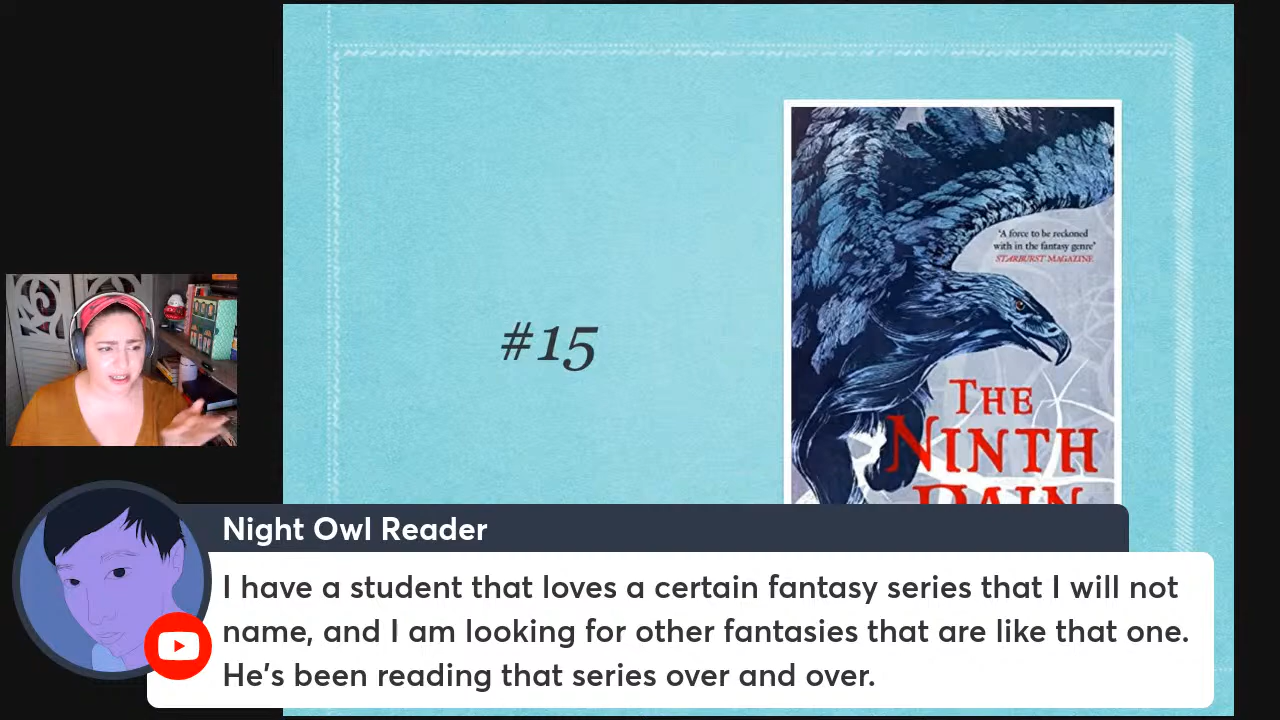 #15
'A force to be reckoned
with in the fantasy genre'
STARBURST MAGAZINE
THE
NINTH
RAIN
Night Owl Reader
I have a student that loves a certain fantasy series that I will not
name, and I am looking for other fantasies that are like that one.
He's been reading that series over and over.